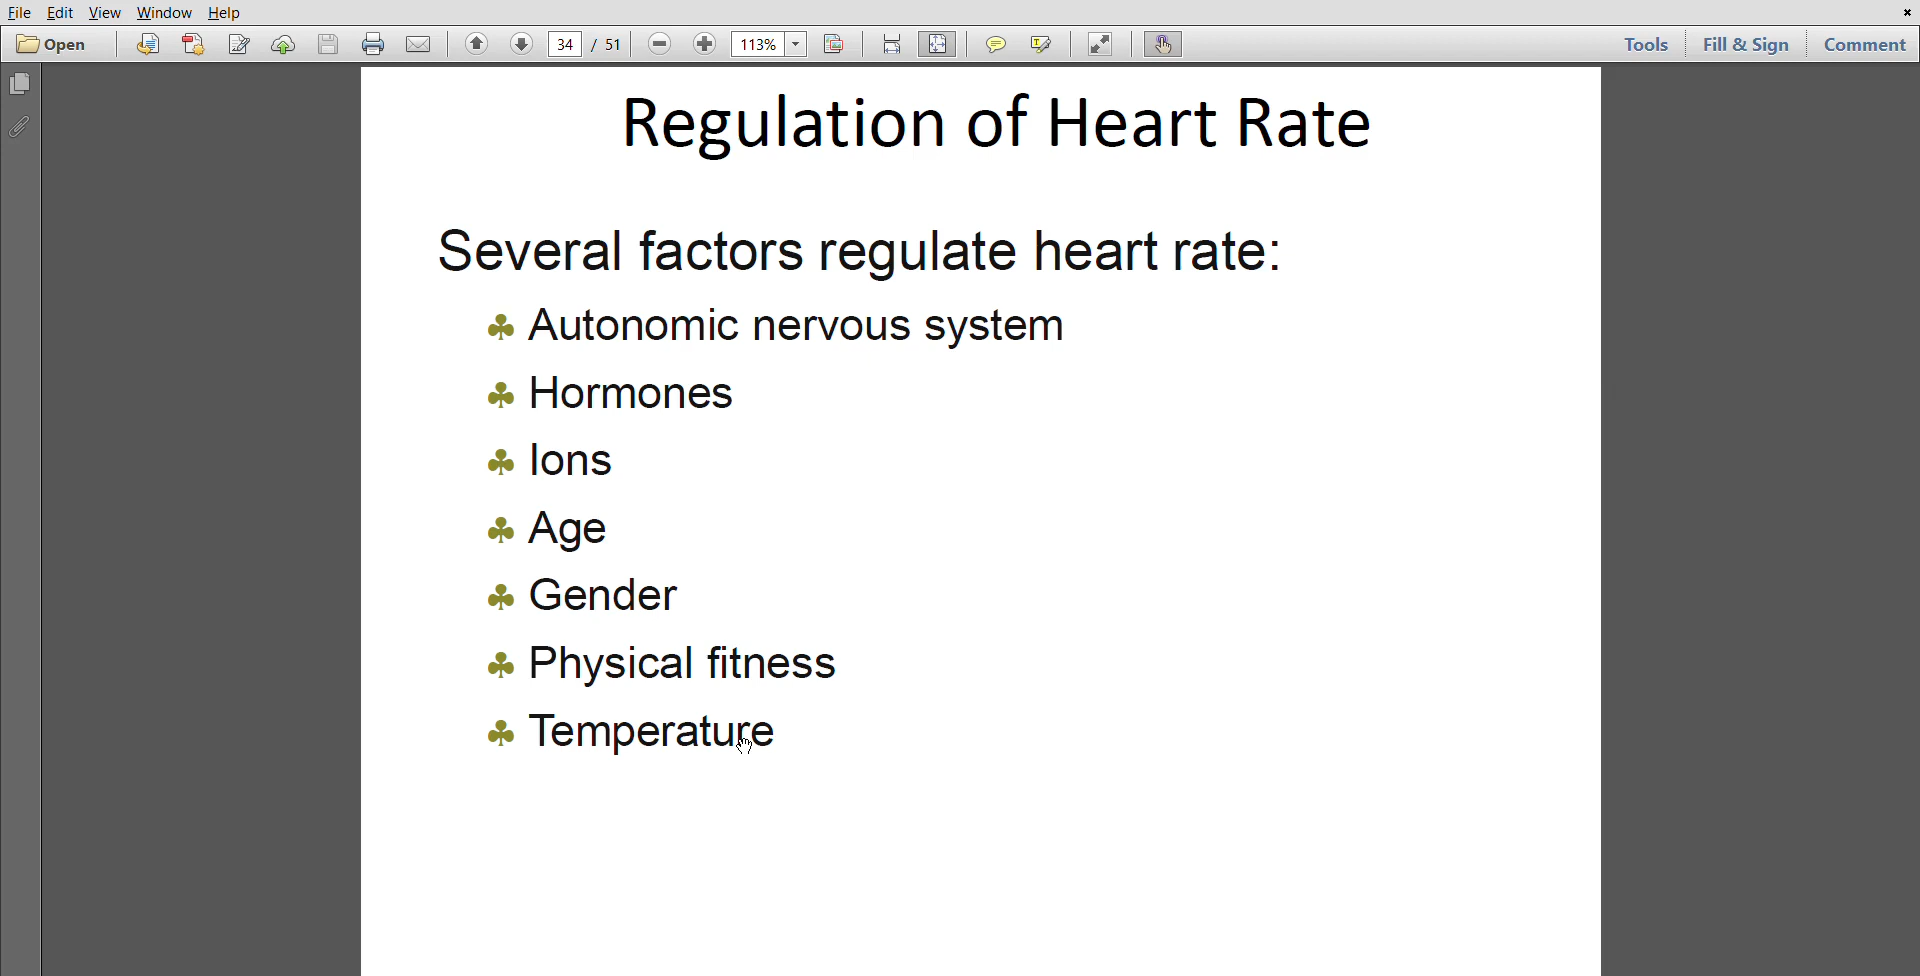 File Edit View Window Help
Open 34 / 51 113% Tools Fill & Sign Comment
Regulation of Heart Rate
Several factors regulate heart rate:
♣ Autonomic nervous system
♣ Hormones
♣ Ions
♣ Age
♣ Gender
♣ Physical fitness
♣ Temperature